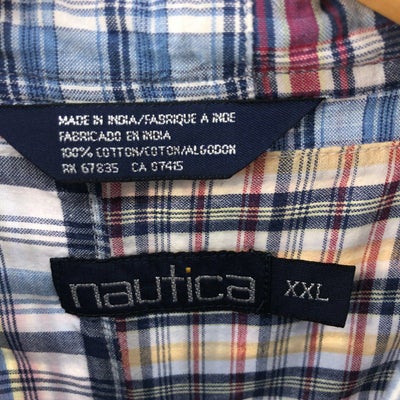 MADE IN INDIA/FABRIQUE A INDE
FABRICADO EN INDIA
100% COTTON/COTON/ALGODON
RN 67835 CA 07415
nautica
XXL